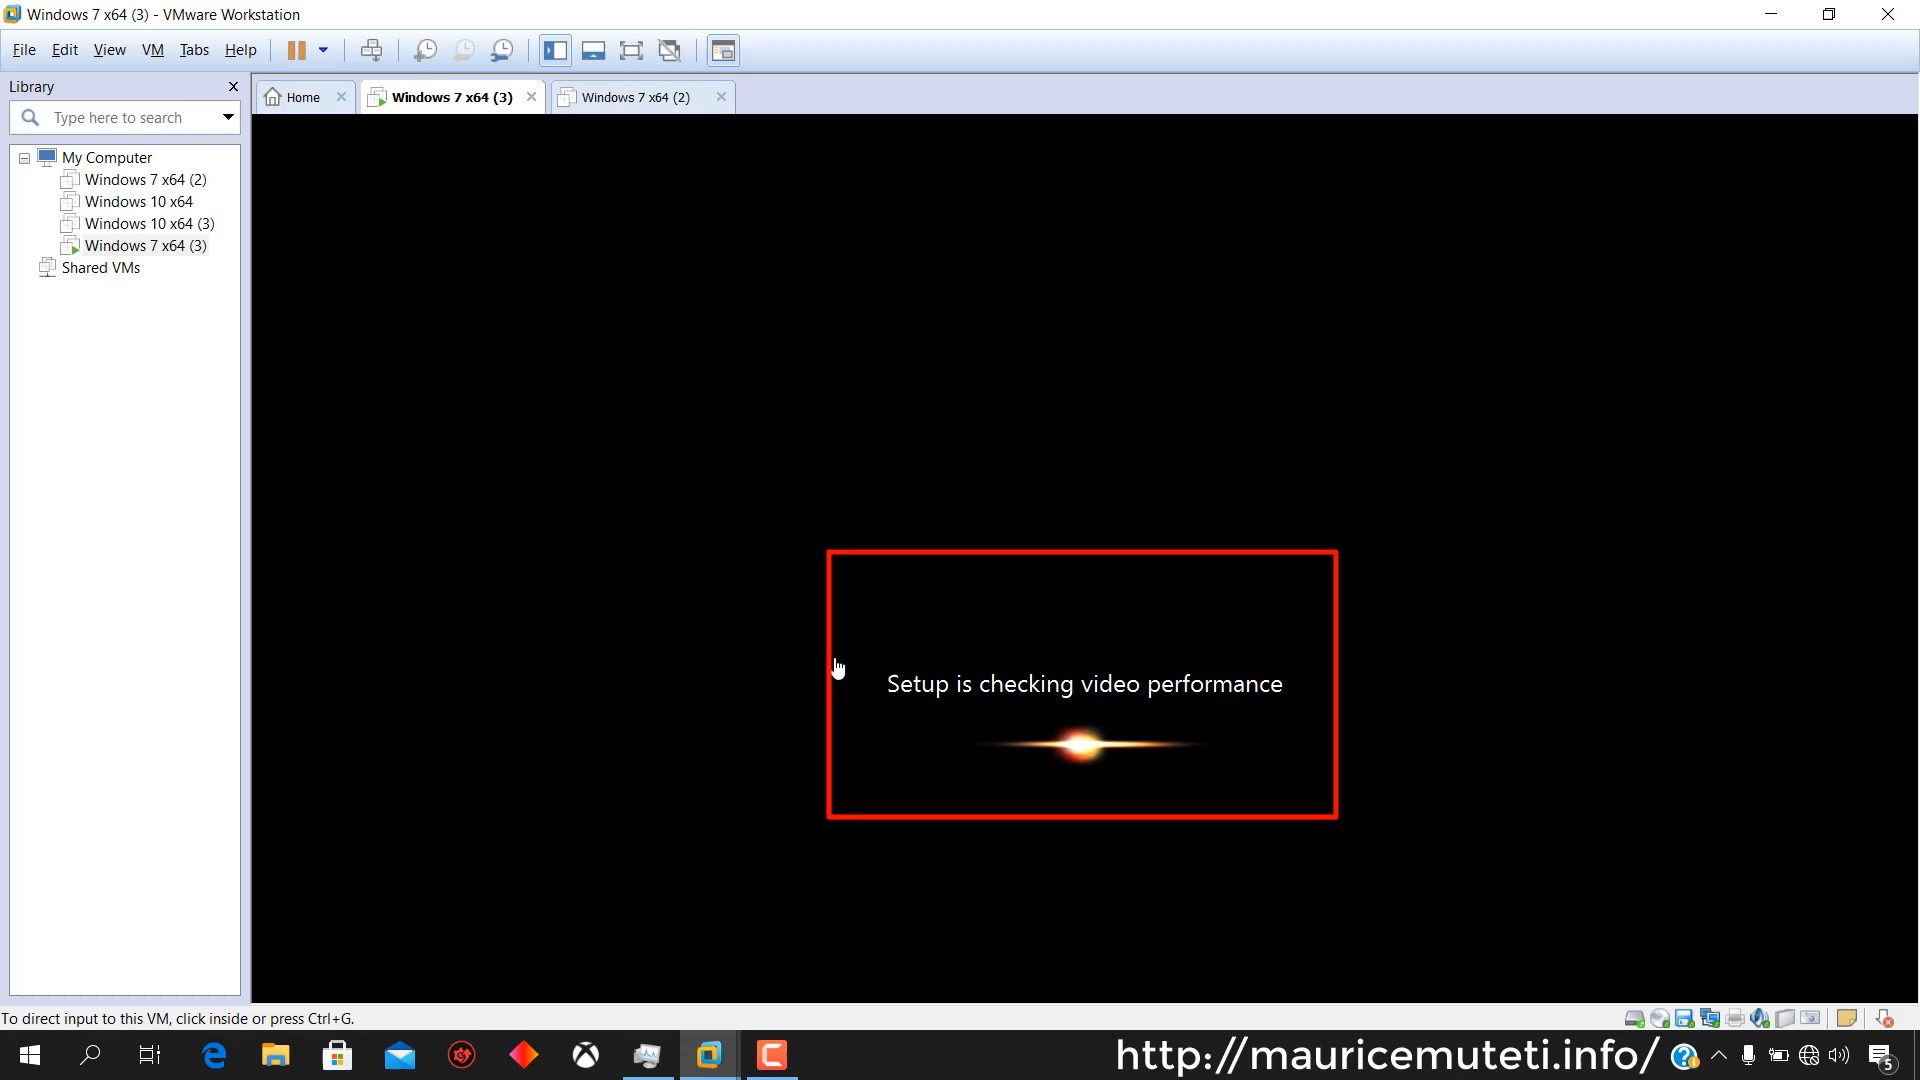 Windows 7 x64 (3) - VMware Workstation
File Edit View VM Tabs Help
Library
Home
Windows 7 x64 (3)
Windows 7 x64 (2)
Type here to search
My Computer
Windows 7 x64 (2)
Windows 10 x64
Windows 10 x64 (3)
Windows 7 x64 (3)
Shared VMs
Setup is checking video performance
To direct input to this VM, click inside or press Ctrl+G.
http://mauricemuteti.info/
5